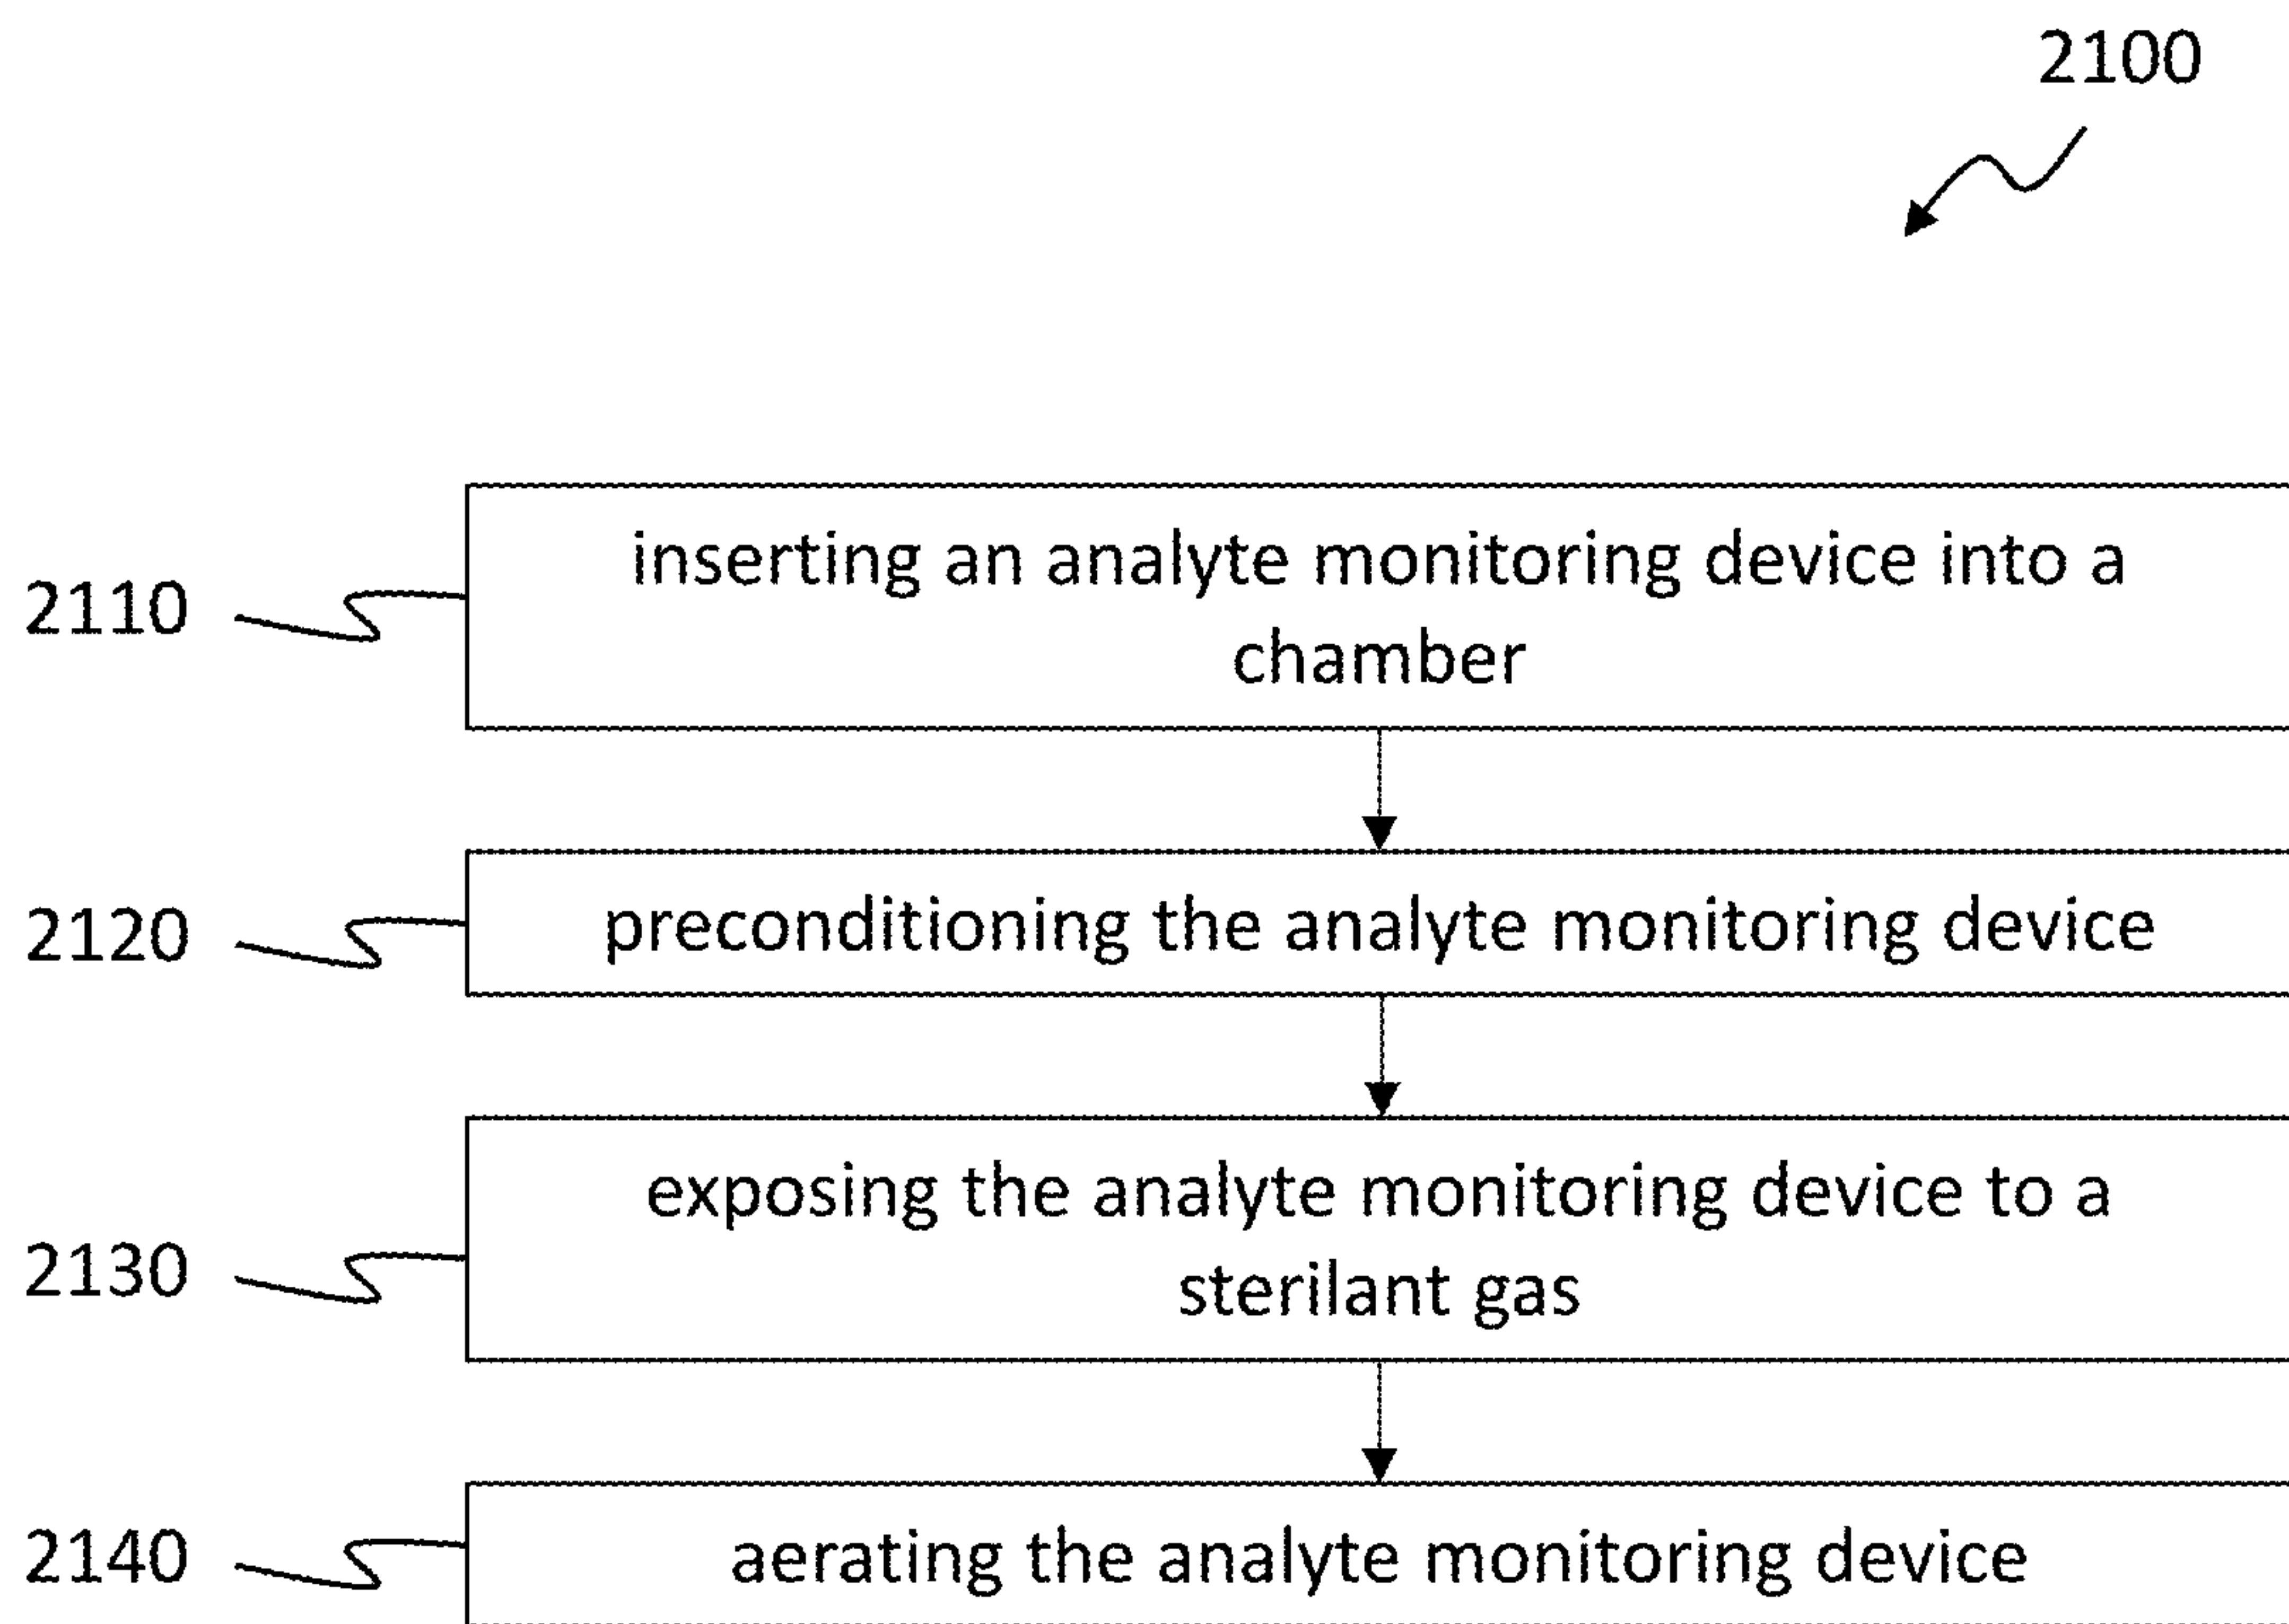 2100
2110
inserting an analyte monitoring device into a
chamber
2120
preconditioning the analyte monitoring device
2130
exposing the analyte monitoring device to a
sterilant gas
2140
aerating the analyte monitoring device